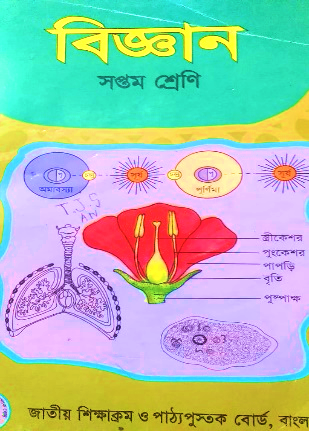 বিজ্ঞান
সপ্তম শ্রেণি
অমাবস্যা
সূর্য
পূর্ণিমা
সূর্য
T.J.S
স্ত্রীকেশর
পুংকেশর
পাপড়ি
বৃতি
পুষ্পাক্ষ
জাতীয় শিক্ষাক্রম ও পাঠ্যপুস্তক বোর্ড, বাংল